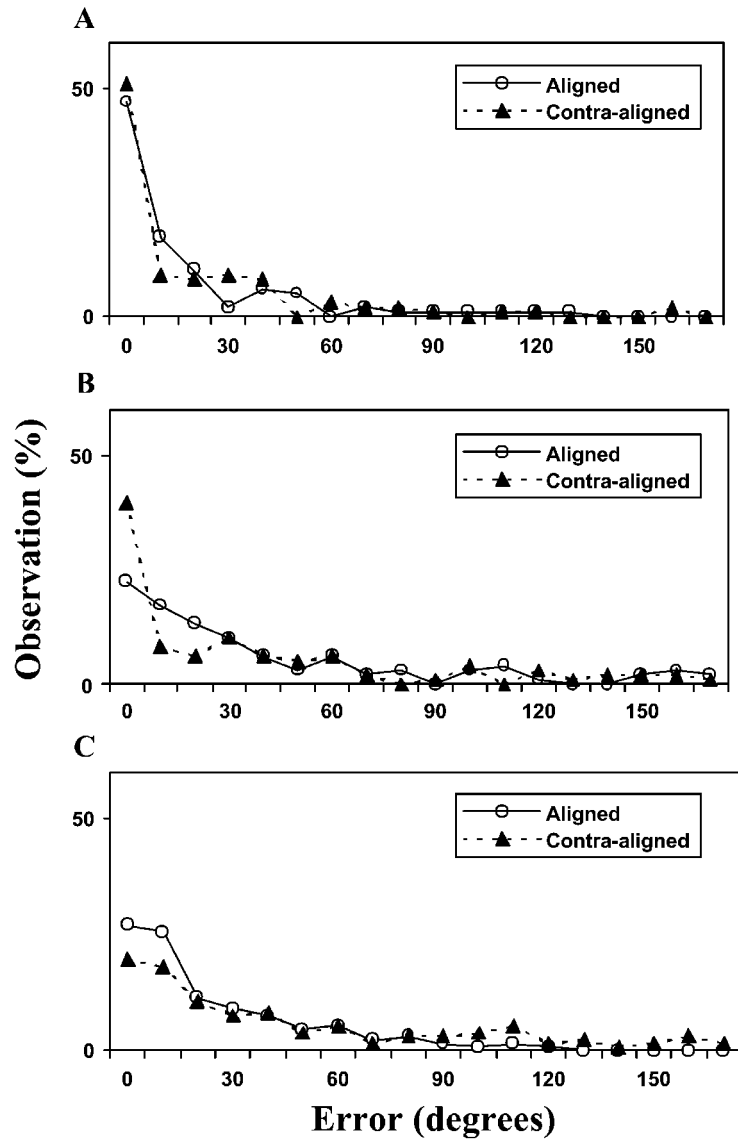 A
50
0
Aligned
Contra-aligned
0 30 60 90 120 150
B
50
0
Aligned
Contra-aligned
0 30 60 90 120 150
C
50
0
Aligned
Contra-aligned
0 30 60 90 120 150
Observation (%)
Error (degrees)